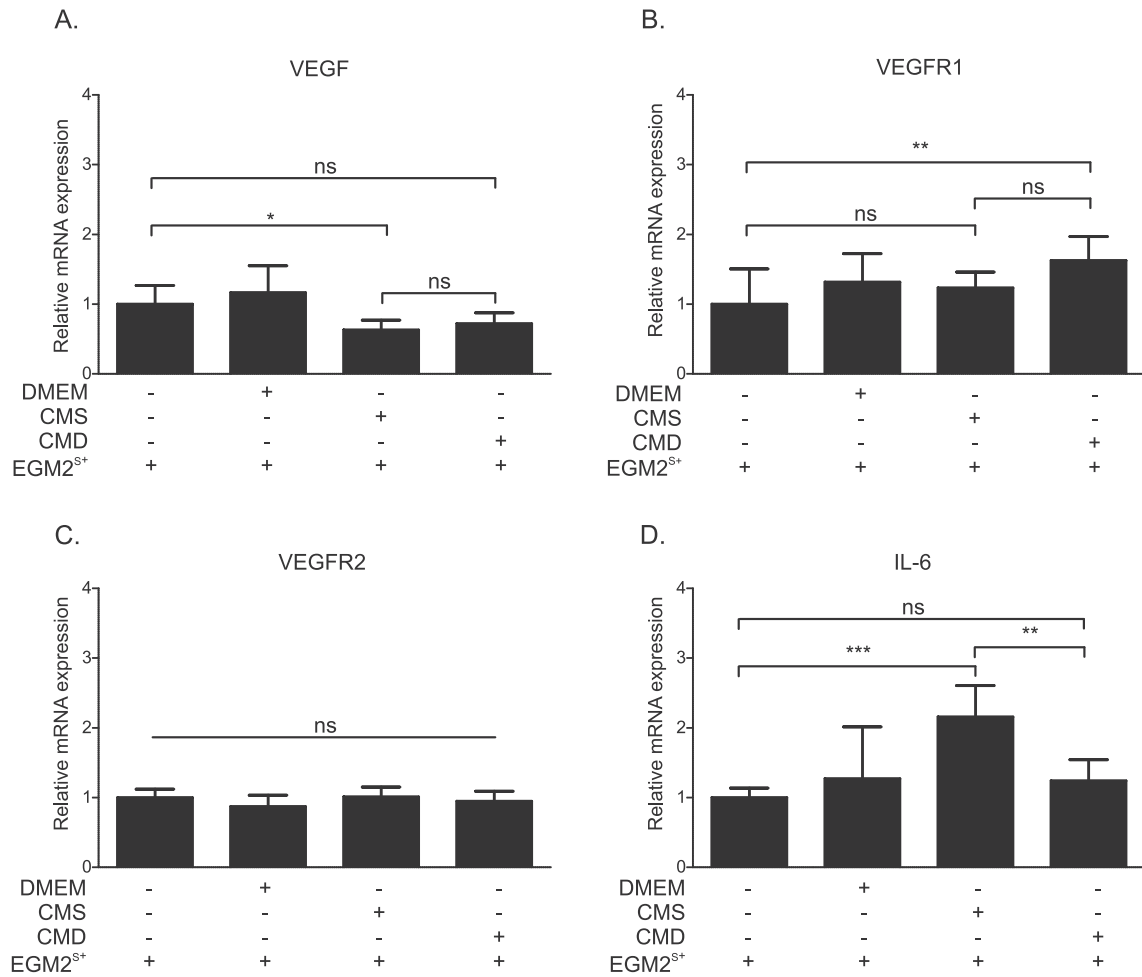 A.
VEGF
Relative mRNA expression
4
3
2
1
0
ns
*
ns
DMEM - + - -
CMS - - + -
CMD - - - +
EGM2S+ + + + +
B.
VEGFR1
Relative mRNA expression
4
3
2
1
0
**
ns
ns
DMEM - + - -
CMS - - + -
CMD - - - +
EGM2S+ + + + +
C.
VEGFR2
Relative mRNA expression
4
3
2
1
0
ns
DMEM - + - -
CMS - - + -
CMD - - - +
EGM2S+ + + + +
D.
IL-6
Relative mRNA expression
4
3
2
1
0
ns
**
***
DMEM - + - -
CMS - - + -
CMD - - - +
EGM2S+ + + + +